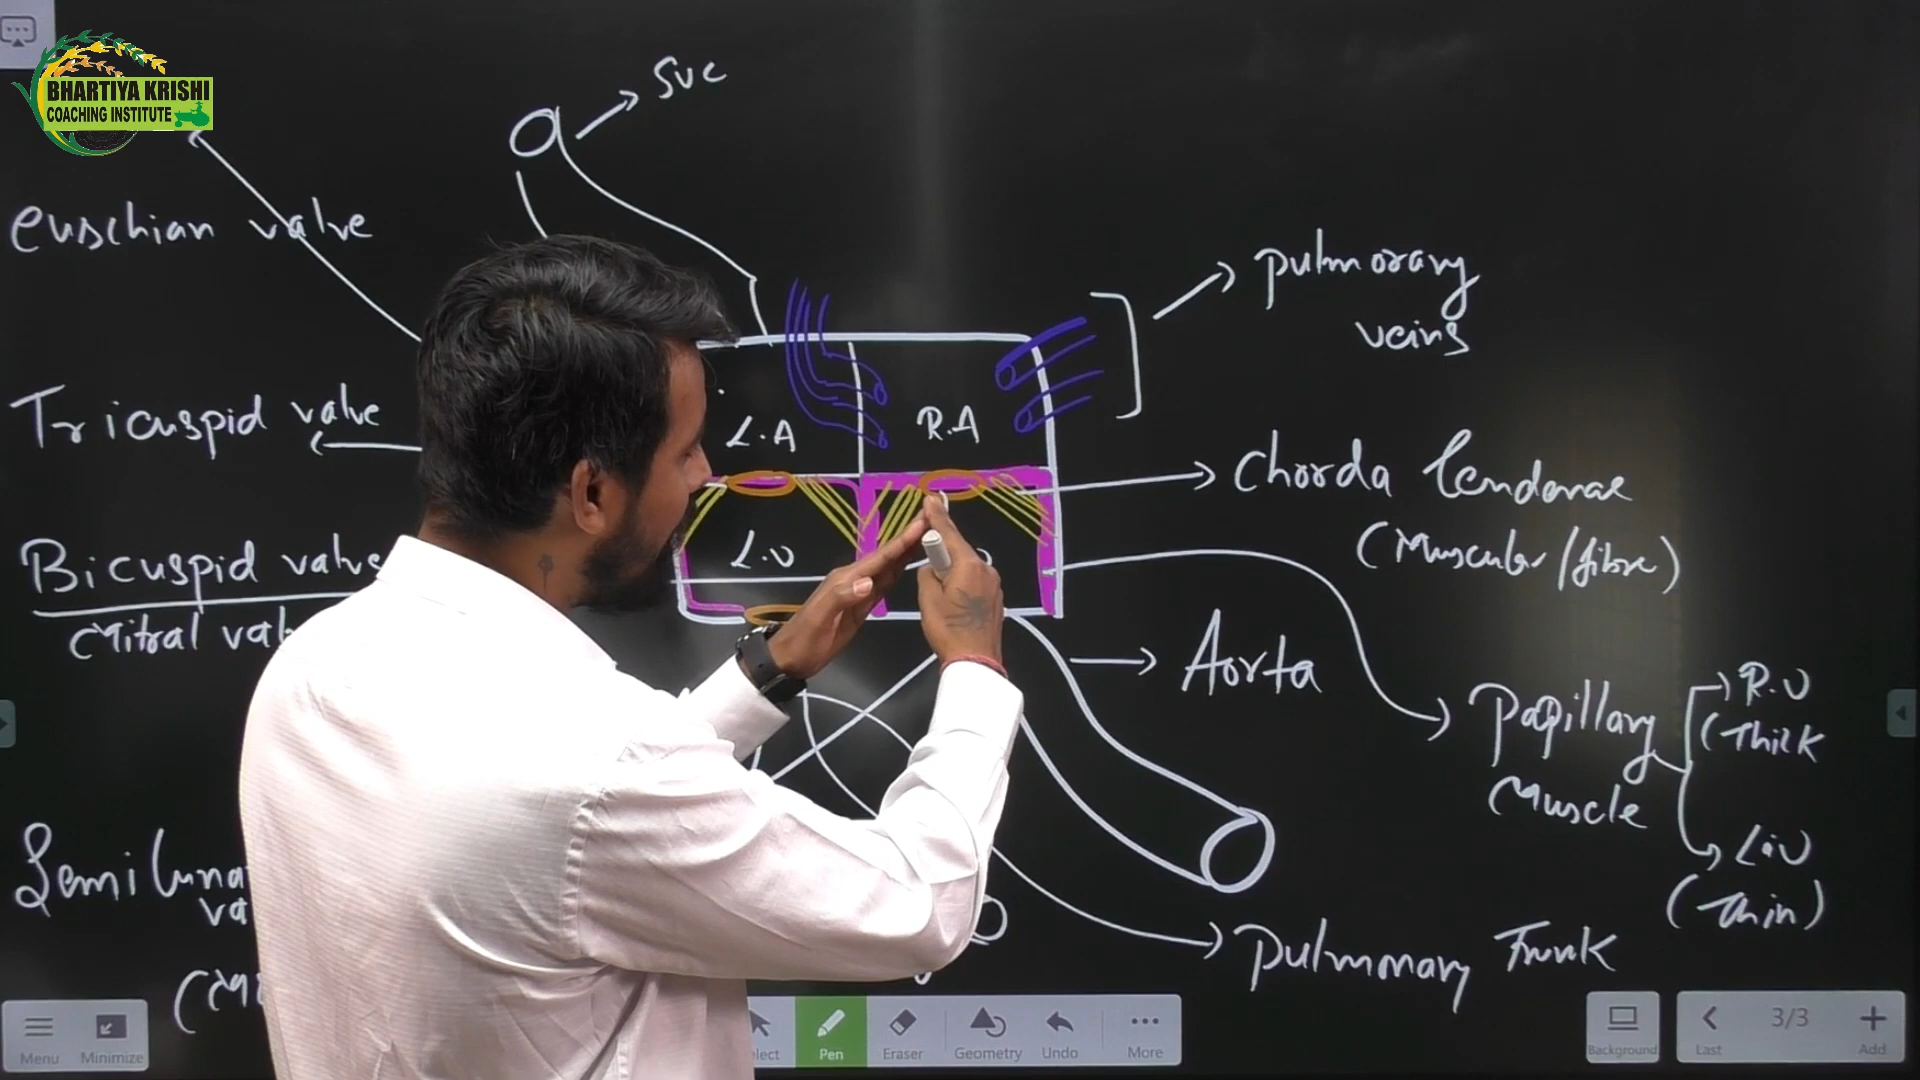 BHARTIYA KRISHI
COACHING INSTITUTE
SVC
euschian valve
pulmorary
veins
Tricuspid valve
L.A
R.A
Chorda tendenae
(Muscular/fibre)
Bicuspid valve
L.V
Mitral val
Aorta
Papillary
Muscle
R.V
(Thick
L.V
(Thin)
Semilunar
va
Pulmonary Trunk
Menu
Minimize
lect
Pen
Eraser
Geometry
Undo
More
Background
3/3
Last
Add